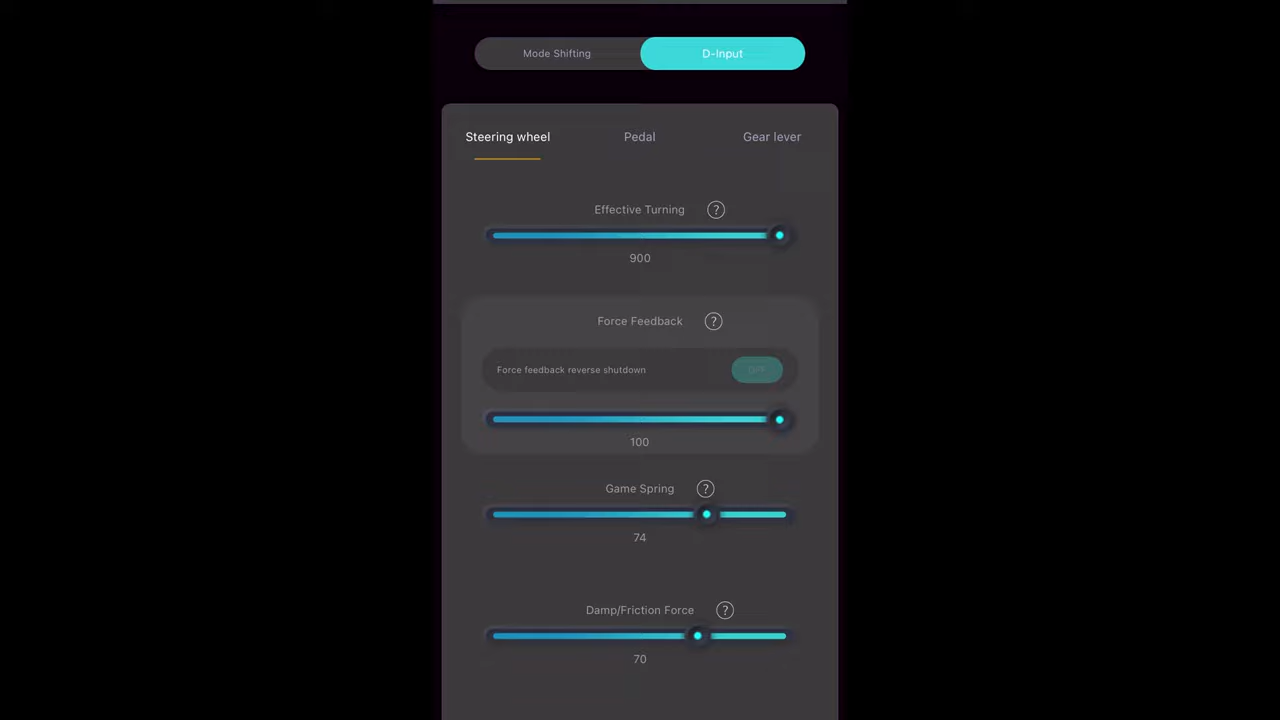 Mode Shifting
D-Input
Steering wheel
Pedal
Gear lever
Effective Turning ?
900
Force Feedback ?
Force feedback reverse shutdown
OFF
100
Game Spring ?
74
Damp/Friction Force ?
70